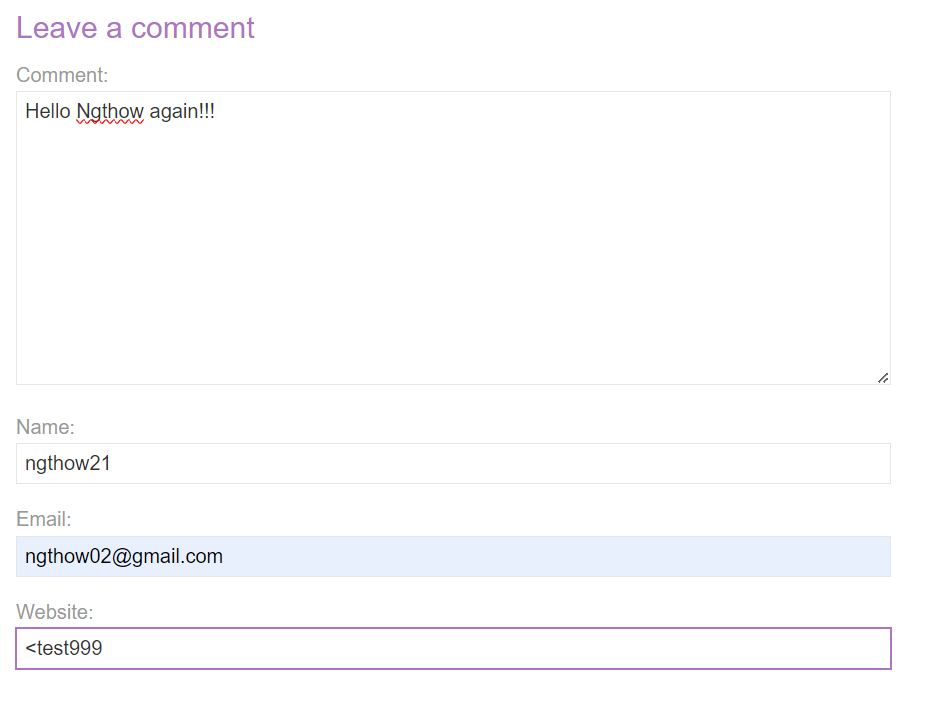 Leave a comment
Comment:
Hello Ngthow again!!!
Name:
ngthow21
Email:
ngthow02@gmail.com
Website:
<test999